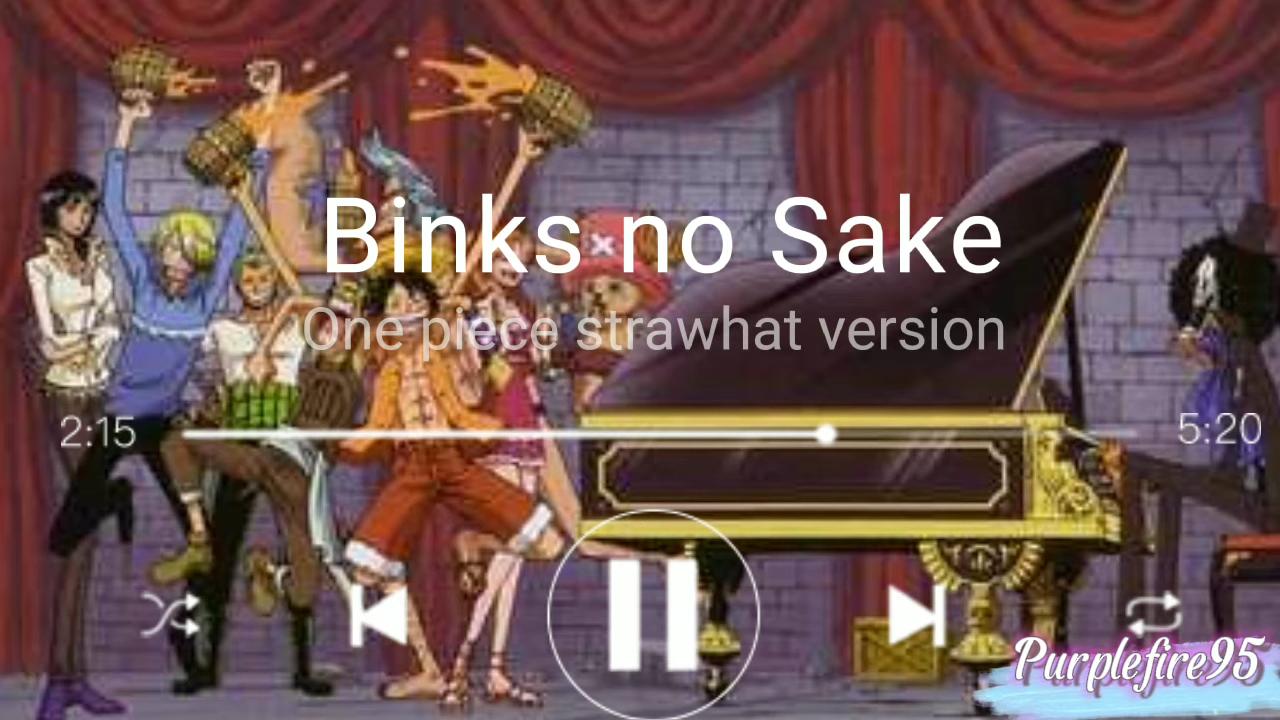 Binks no Sake
One piece strawhat version
2:15
5:20
Purplefire95